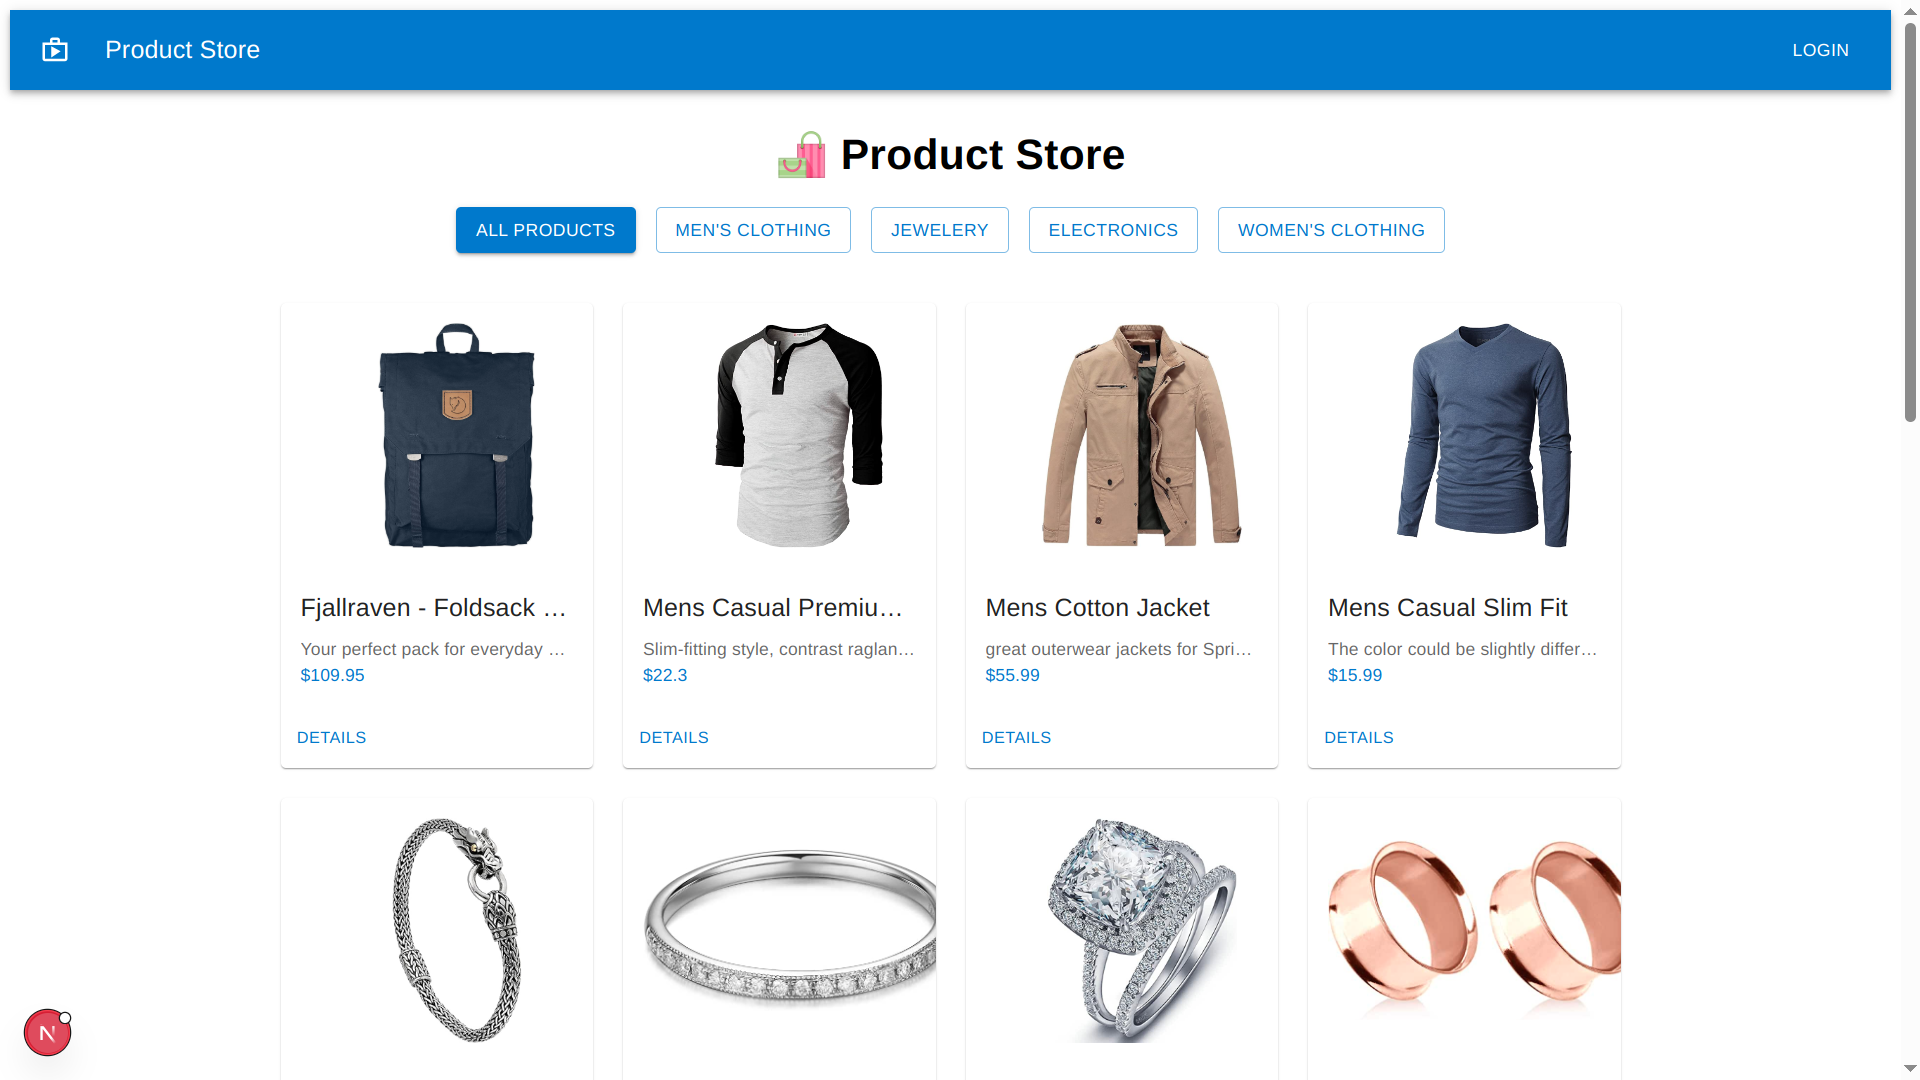 Product Store
LOGIN
Product Store
ALL PRODUCTS
MEN'S CLOTHING
JEWELERY
ELECTRONICS
WOMEN'S CLOTHING
Fjallraven - Foldsack …
Your perfect pack for everyday …
$109.95
DETAILS
Mens Casual Premiu…
Slim-fitting style, contrast raglan…
$22.3
DETAILS
Mens Cotton Jacket
great outerwear jackets for Spri…
$55.99
DETAILS
Mens Casual Slim Fit
The color could be slightly differ…
$15.99
DETAILS
N